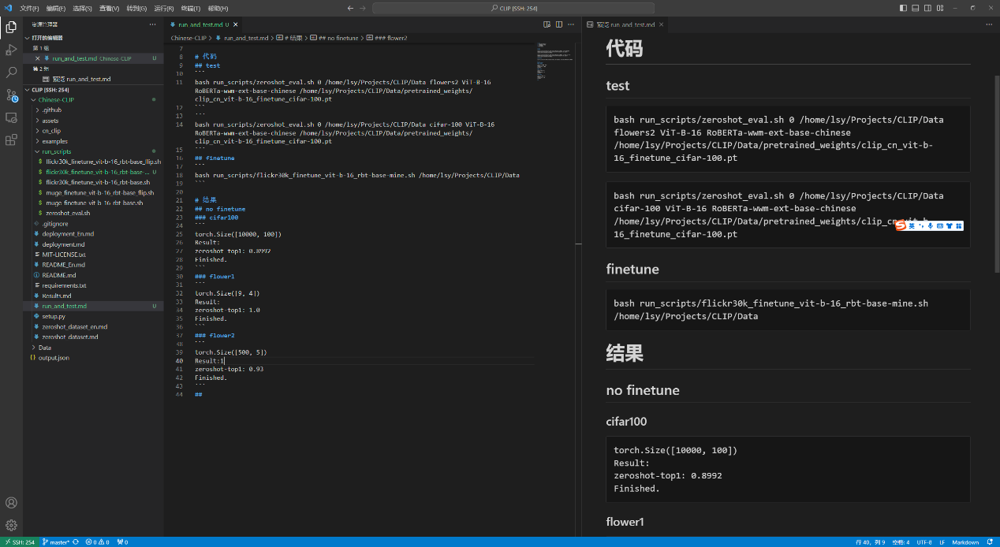 文件(F) 编辑(E) 选择(S) 查看(V) 转到(G) 运行(R) 终端(T) 帮助(H)
CLIP [SSH: 254]
资源管理器
打开的编辑器
第 1 组
run_and_test.md Chinese-CLIP U
预览 run_and_test.md
CLIP [SSH: 254]
Chinese-CLIP
.github
assets
cn_clip
examples
run_scripts
flickr30k_finetune_vit-b-16_rbt-base_flip.sh
flickr30k_finetune_vit-b-16_rbt-base-... U
flickr30k_finetune_vit-b-16_rbt-base.sh
muge_finetune_vit-b-16_rbt-base_flip.sh
muge_finetune_vit-b-16_rbt-base.sh
zeroshot_eval.sh
.gitignore
deployment_En.md
deployment.md
MIT-LICENSE.txt
README_En.md
README.md
requirements.txt
Results.md
run_and_test.md U
setup.py
zeroshot_dataset_en.md
zeroshot_dataset.md
Data
output.json
run_and_test.md U
Chinese-CLIP > run_and_test.md > # 结果 > ## no finetune > ### flower2
7
8 # 代码
9 ## test
10 ```
11 bash run_scripts/zeroshot_eval.sh 0 /home/lsy/Projects/CLIP/Data flowers2 ViT-B-16
RoBERTa-wwm-ext-base-chinese /home/lsy/Projects/CLIP/Data/pretrained_weights/
clip_cn_vit-b-16_finetune_cifar-100.pt
12 ```
13 ```
14 bash run_scripts/zeroshot_eval.sh 0 /home/lsy/Projects/CLIP/Data cifar-100 ViT-B-16
RoBERTa-wwm-ext-base-chinese /home/lsy/Projects/CLIP/Data/pretrained_weights/
clip_cn_vit-b-16_finetune_cifar-100.pt
15 ```
16 ## finetune
17 ```
18 bash run_scripts/flickr30k_finetune_vit-b-16_rbt-base-mine.sh /home/lsy/Projects/CLIP/Data
19 ```
20
21 # 结果
22 ## no finetune
23 ### cifar100
24 ```
25 torch.Size([10000, 100])
26 Result:
27 zeroshot-top1: 0.8992
28 Finished.
29 ```
30 ### flower1
31 ```
32 torch.Size([9, 4])
33 Result:
34 zeroshot-top1: 1.0
35 Finished.
36 ```
37 ### flower2
38 ```
39 torch.Size([500, 5])
40 Result:1
41 zeroshot-top1: 0.93
42 Finished.
43 ```
44 ##
预览 run_and_test.md
代码
test
bash run_scripts/zeroshot_eval.sh 0 /home/lsy/Projects/CLIP/Data
flowers2 ViT-B-16 RoBERTa-wwm-ext-base-chinese
/home/lsy/Projects/CLIP/Data/pretrained_weights/clip_cn_vit-b-
16_finetune_cifar-100.pt
bash run_scripts/zeroshot_eval.sh 0 /home/lsy/Projects/CLIP/Data
cifar-100 ViT-B-16 RoBERTa-wwm-ext-base-chinese
/home/lsy/Projects/CLIP/Data/pretrained_weights/clip_cn_vit-b-
16_finetune_cifar-100.pt
英
finetune
bash run_scripts/flickr30k_finetune_vit-b-16_rbt-base-mine.sh
/home/lsy/Projects/CLIP/Data
结果
no finetune
cifar100
torch.Size([10000, 100])
Result:
zeroshot-top1: 0.8992
Finished.
flower1
SSH: 254 master* 0 0 0
行 40，列 9 空格: 4 UTF-8 LF Markdown